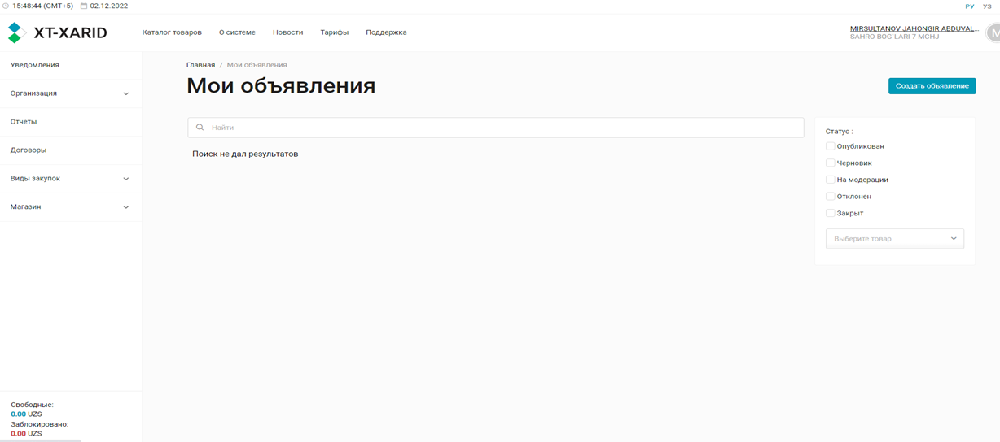 15:48:44 (GMT+5) 02.12.2022 РУ УЗ
XT-XARID Каталог товаров О системе Новости Тарифы Поддержка
MIRSULTANOV JAHONGIR ABDUVAL...
SAHRO BOG`LARI 7 MCHJ
M
Уведомления
Организация
Отчеты
Договоры
Виды закупок
Магазин
Свободные:
0.00 UZS
Заблокировано:
0.00 UZS
Главная / Мои объявления
Мои объявления
Создать объявление
Найти
Поиск не дал результатов
Статус :
Опубликован
Черновик
На модерации
Отклонен
Закрыт
Выберите товар